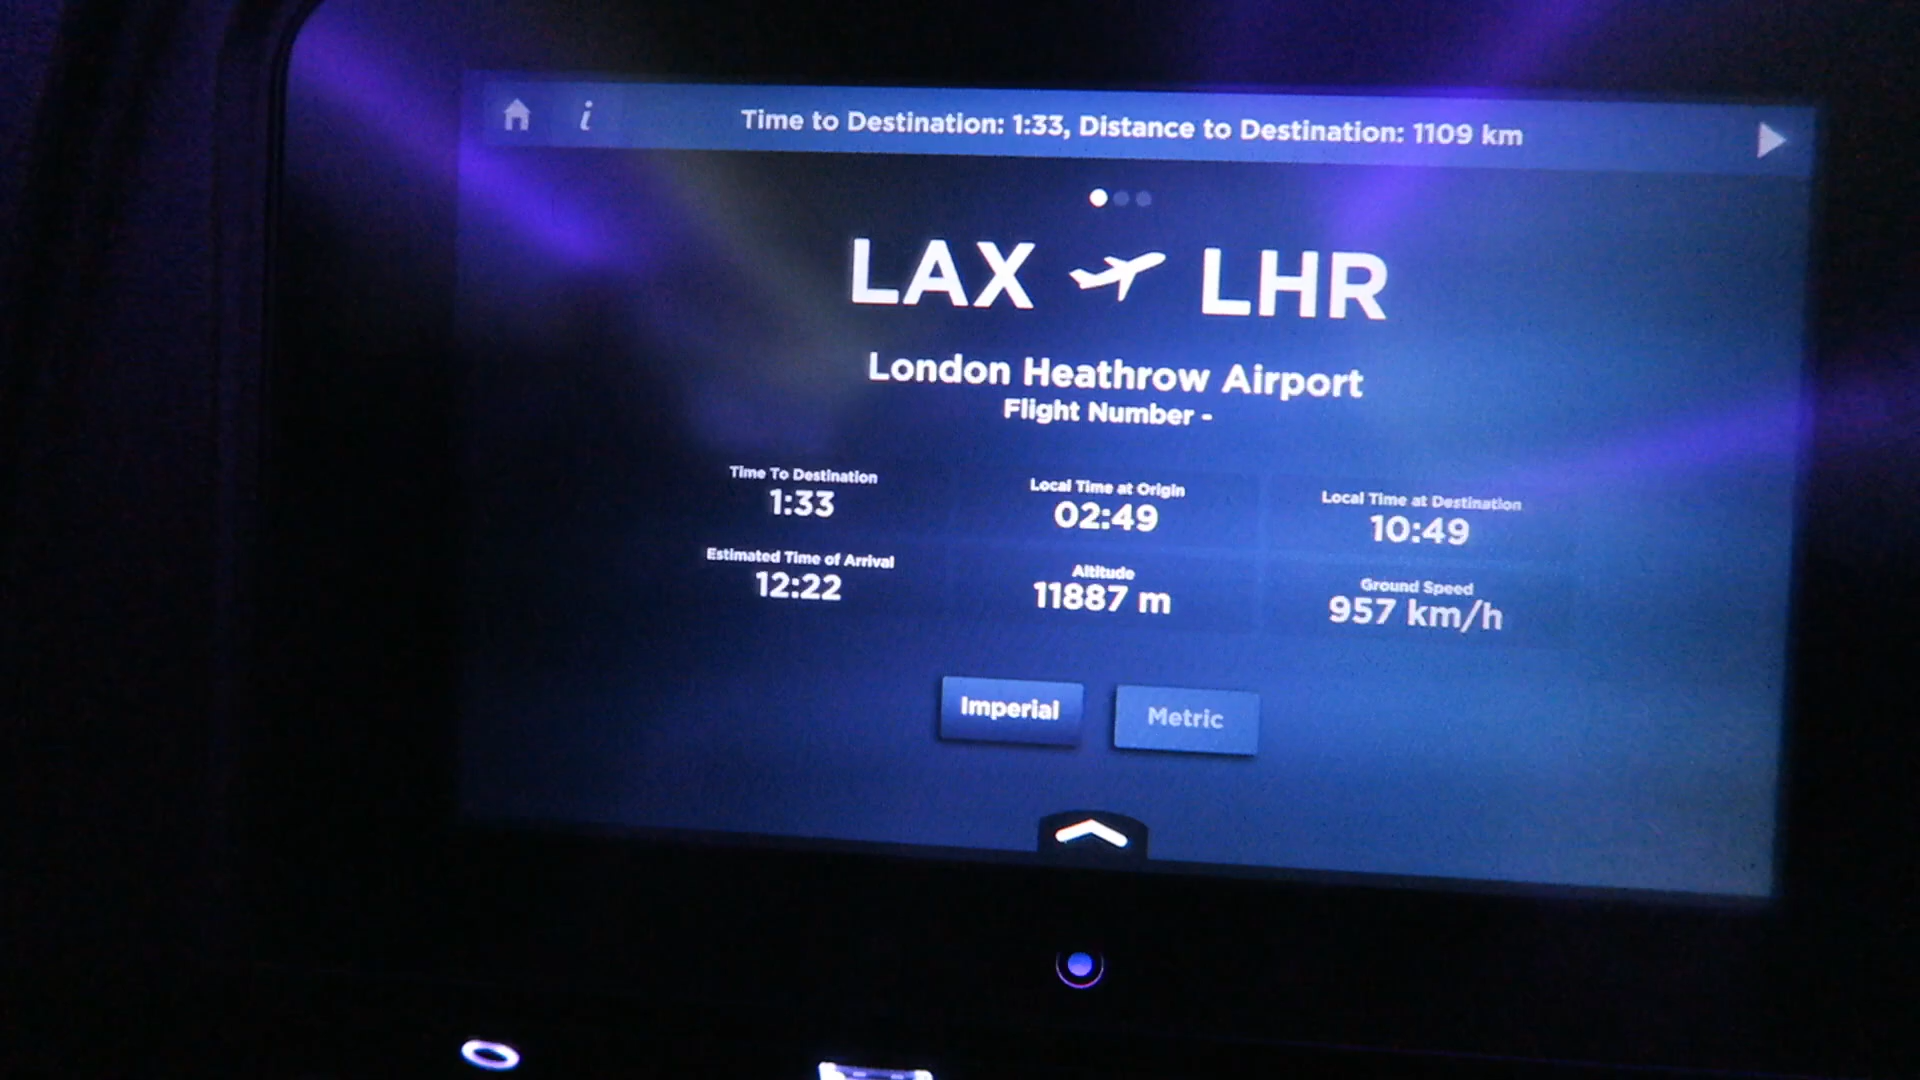 i
Time to Destination: 1:33, Distance to Destination: 1109 km
LAX LHR
London Heathrow Airport
Flight Number -
Time To Destination
1:33
Local Time at Origin
02:49
Local Time at Destination
10:49
Estimated Time of Arrival
12:22
Altitude
11887 m
Ground Speed
957 km/h
Imperial
Metric